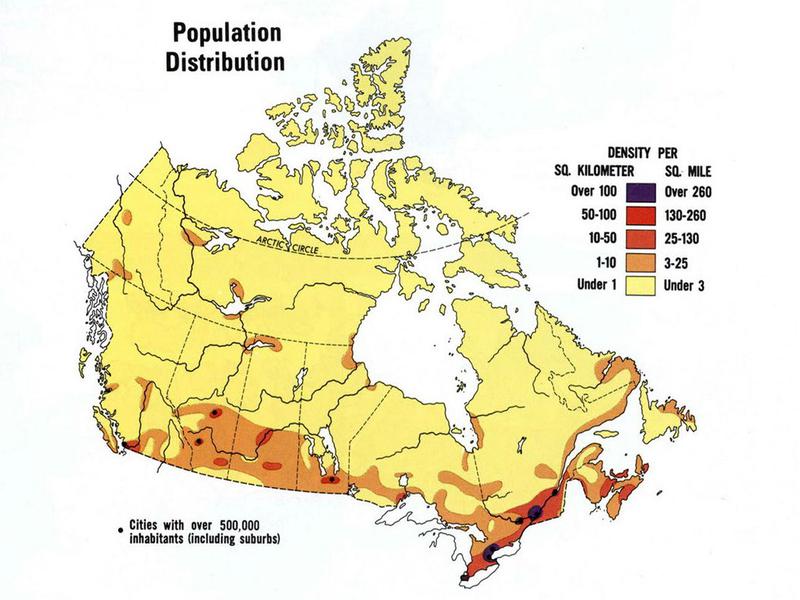 Population
Distribution
DENSITY PER
SQ. KILOMETER SQ. MILE
Over 100 Over 260
50-100 130-260
10-50 25-130
1-10 3-25
Under 1 Under 3
ARCTIC CIRCLE
Cities with over 500,000
inhabitants (including suburbs)